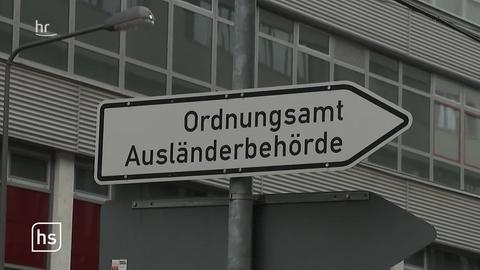 hr
Ordnungsamt
Ausländerbehörde
hs